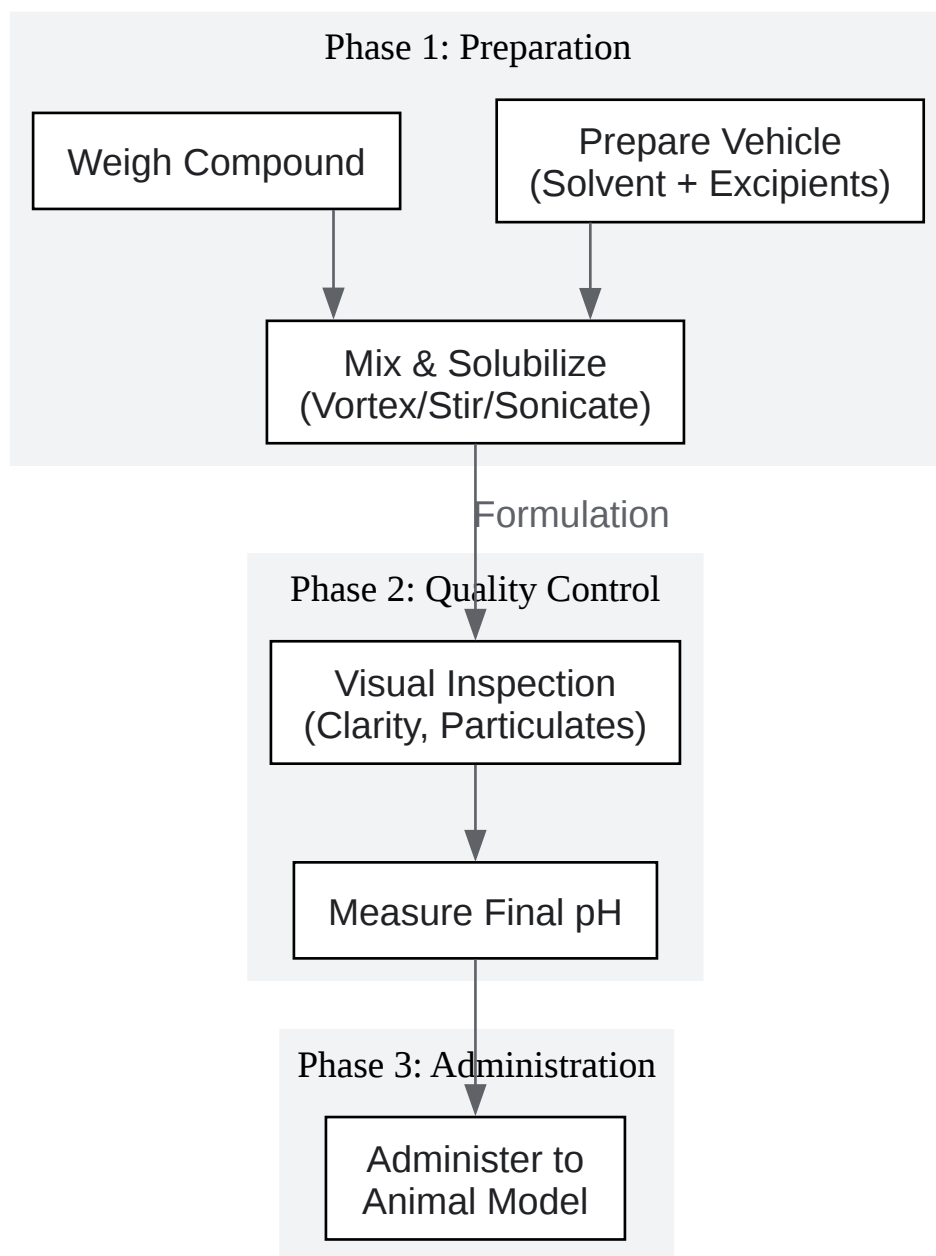 Phase 1: Preparation
Weigh Compound
Prepare Vehicle
(Solvent + Excipients)
Mix & Solubilize
(Vortex/Stir/Sonicate)
Formulation
Phase 2: Quality Control
Visual Inspection
(Clarity, Particulates)
Measure Final pH
Phase 3: Administration
Administer to
Animal Model